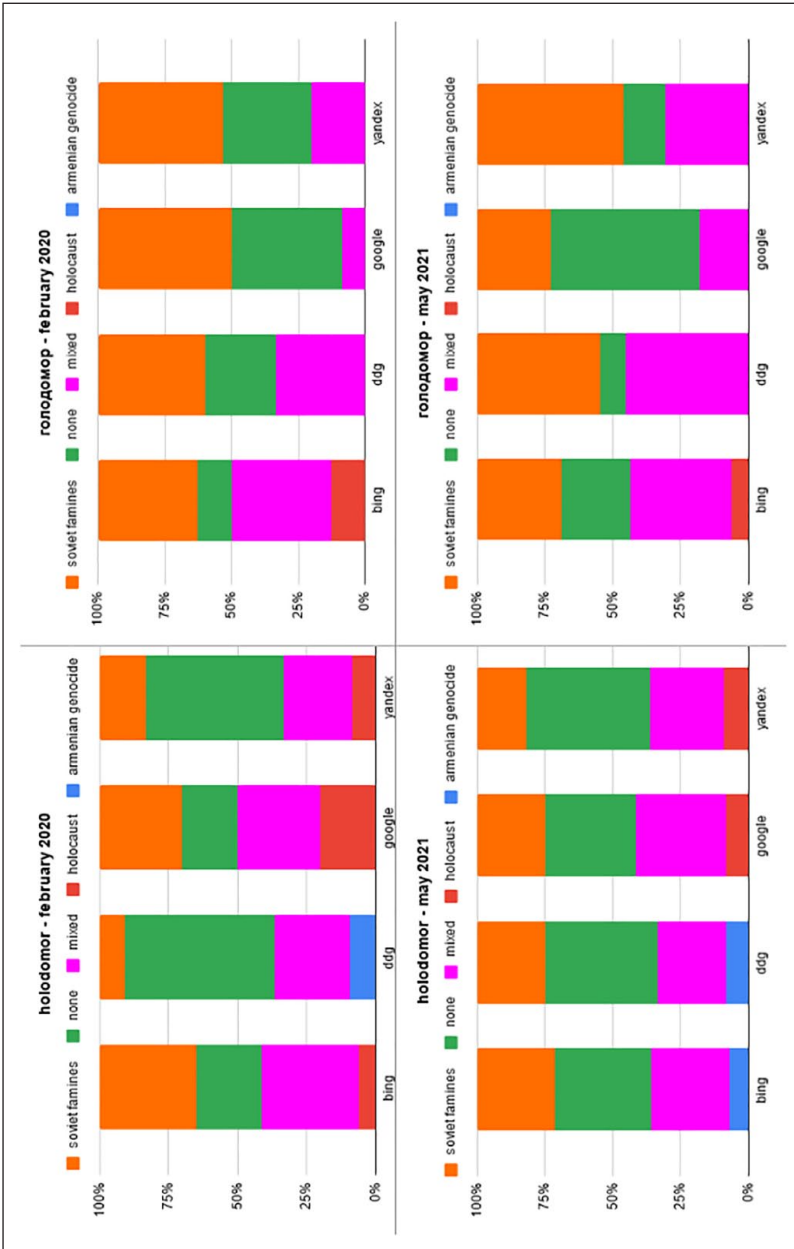 holodomor - february 2020
soviet famines none mixed holocaust armenian genocide
100%
75%
50%
25%
0%
bing ddg google yandex
голодомор - february 2020
soviet famines none mixed holocaust armenian genocide
100%
75%
50%
25%
0%
bing ddg google yandex
holodomor - may 2021
soviet famines none mixed holocaust armenian genocide
100%
75%
50%
25%
0%
bing ddg google yandex
голодомор - may 2021
soviet famines none mixed holocaust armenian genocide
100%
75%
50%
25%
0%
bing ddg google yandex